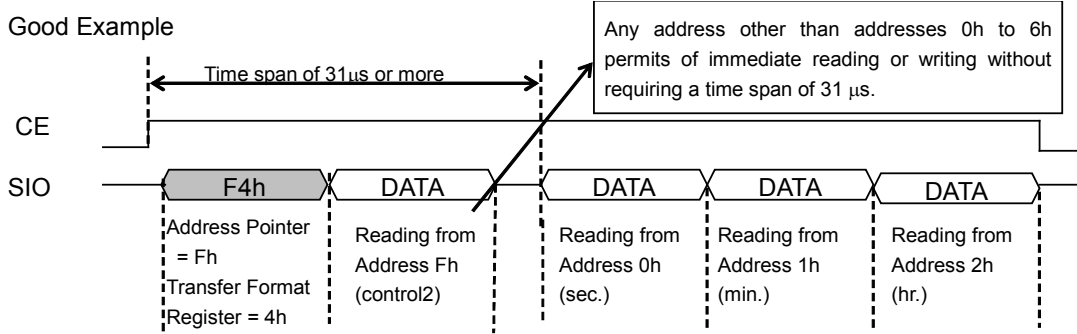 Good Example
Any address other than addresses 0h to 6h
permits of immediate reading or writing without
requiring a time span of 31 μs.
Time span of 31μs or more
CE
SIO
F4h
DATA
DATA
DATA
DATA
Address Pointer
= Fh
Transfer Format
Register = 4h
Reading from
Address Fh
(control2)
Reading from
Address 0h
(sec.)
Reading from
Address 1h
(min.)
Reading from
Address 2h
(hr.)